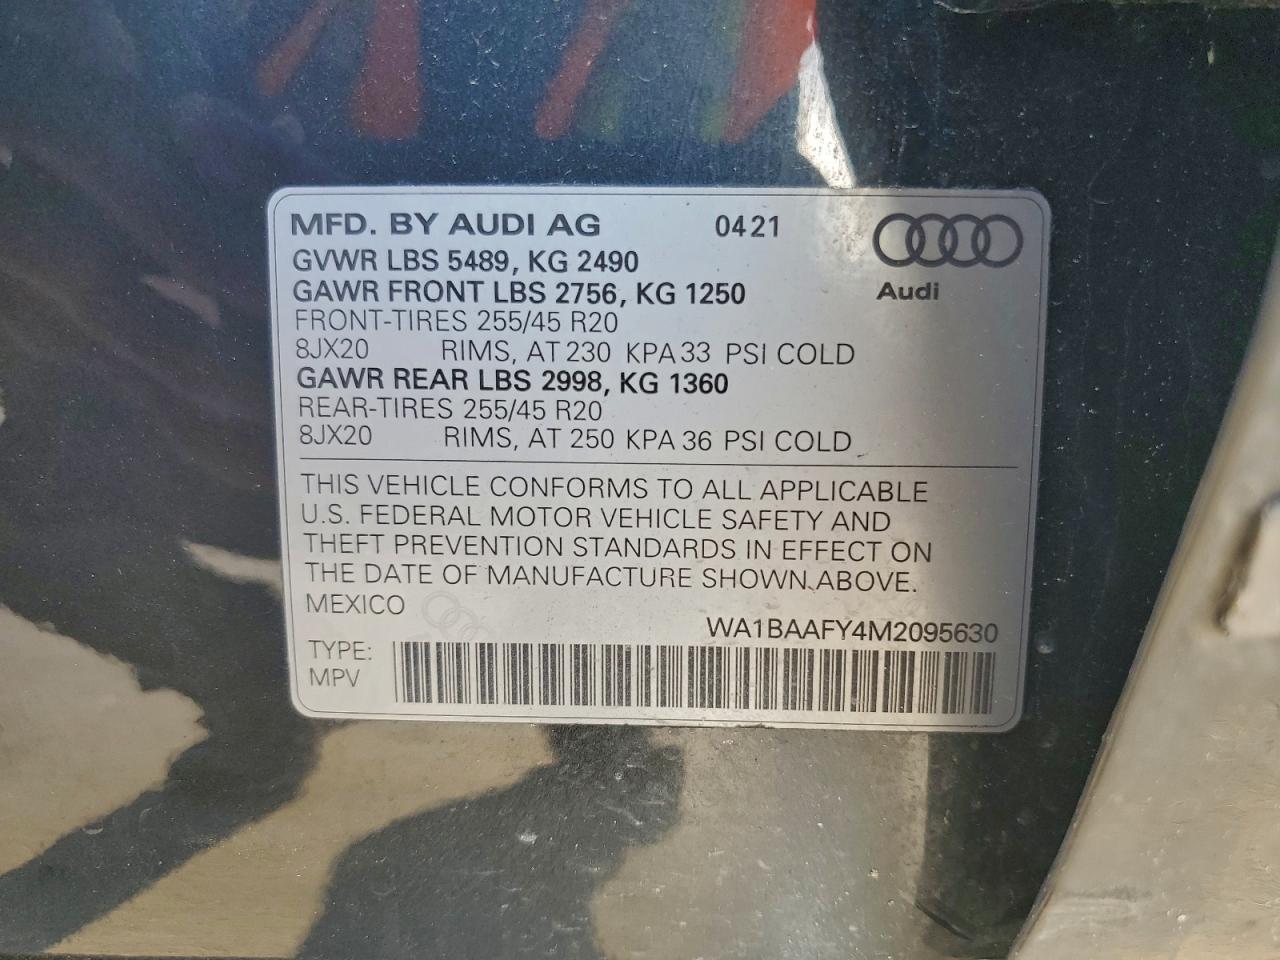 MFD. BY AUDI AG 0421
GVWR LBS 5489, KG 2490
GAWR FRONT LBS 2756, KG 1250
Audi
FRONT-TIRES 255/45 R20
8JX20 RIMS, AT 230 KPA 33 PSI COLD
GAWR REAR LBS 2998, KG 1360
REAR-TIRES 255/45 R20
8JX20 RIMS, AT 250 KPA 36 PSI COLD
THIS VEHICLE CONFORMS TO ALL APPLICABLE
U.S. FEDERAL MOTOR VEHICLE SAFETY AND
THEFT PREVENTION STANDARDS IN EFFECT ON
THE DATE OF MANUFACTURE SHOWN ABOVE.
MEXICO
WA1BAAFY4M2095630
TYPE:
MPV